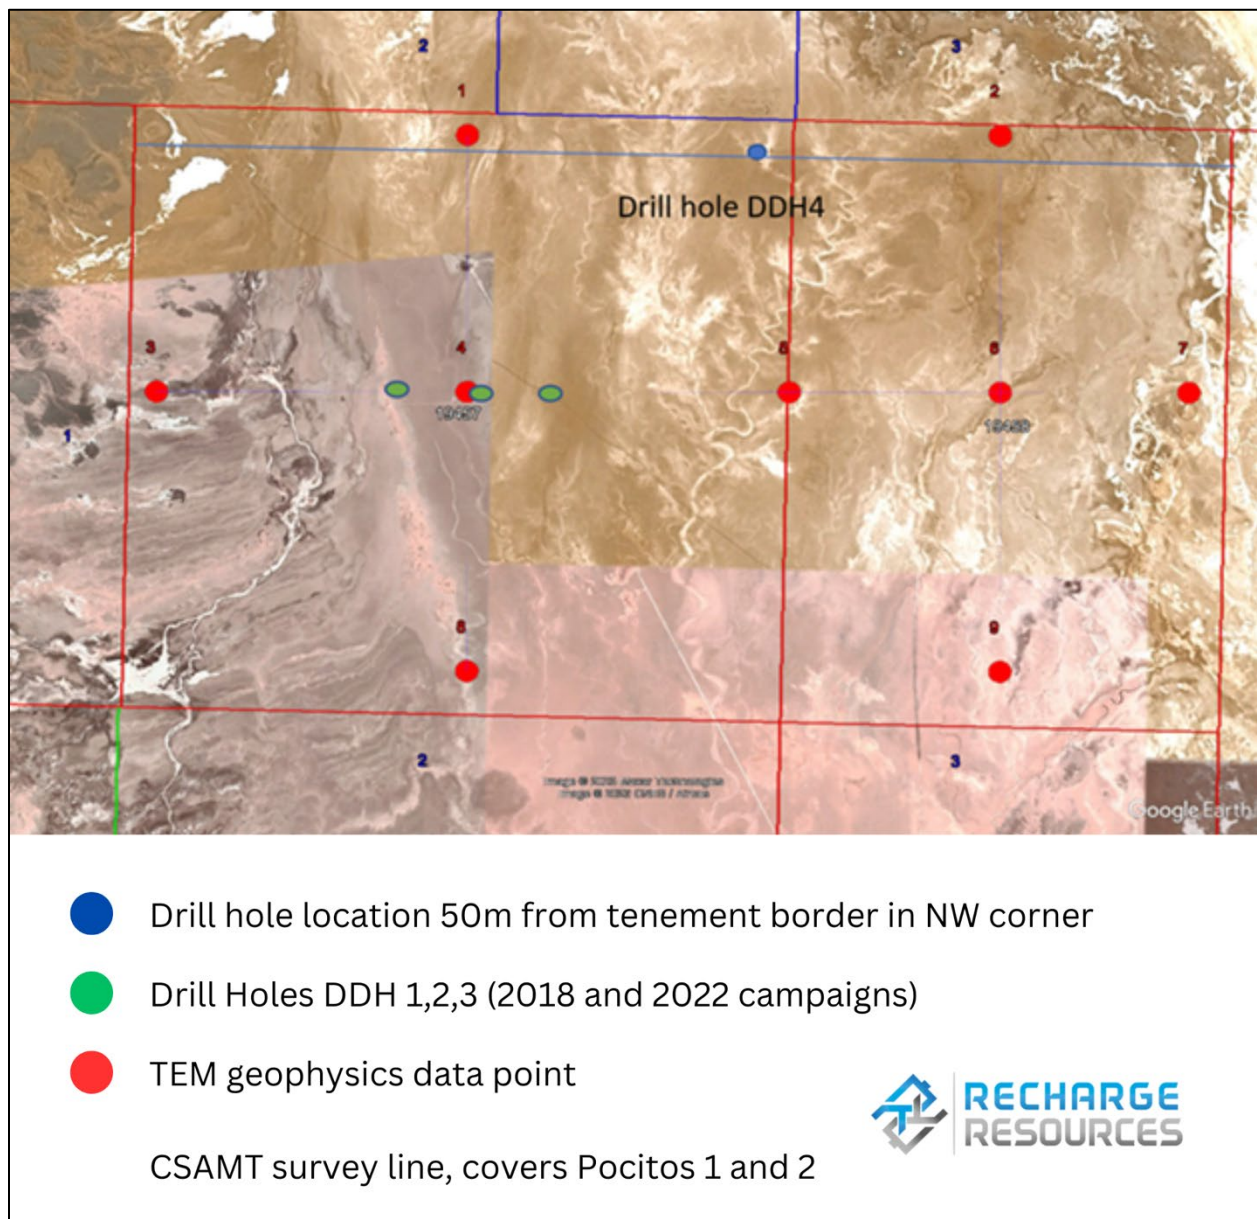 2
3
1
2
Drill hole DDH4
3
4
5
6
7
19457
1
8
9
2
3
Google Earth
Drill hole location 50m from tenement border in NW corner
Drill Holes DDH 1,2,3 (2018 and 2022 campaigns)
TEM geophysics data point
RECHARGE
RESOURCES
CSAMT survey line, covers Pocitos 1 and 2